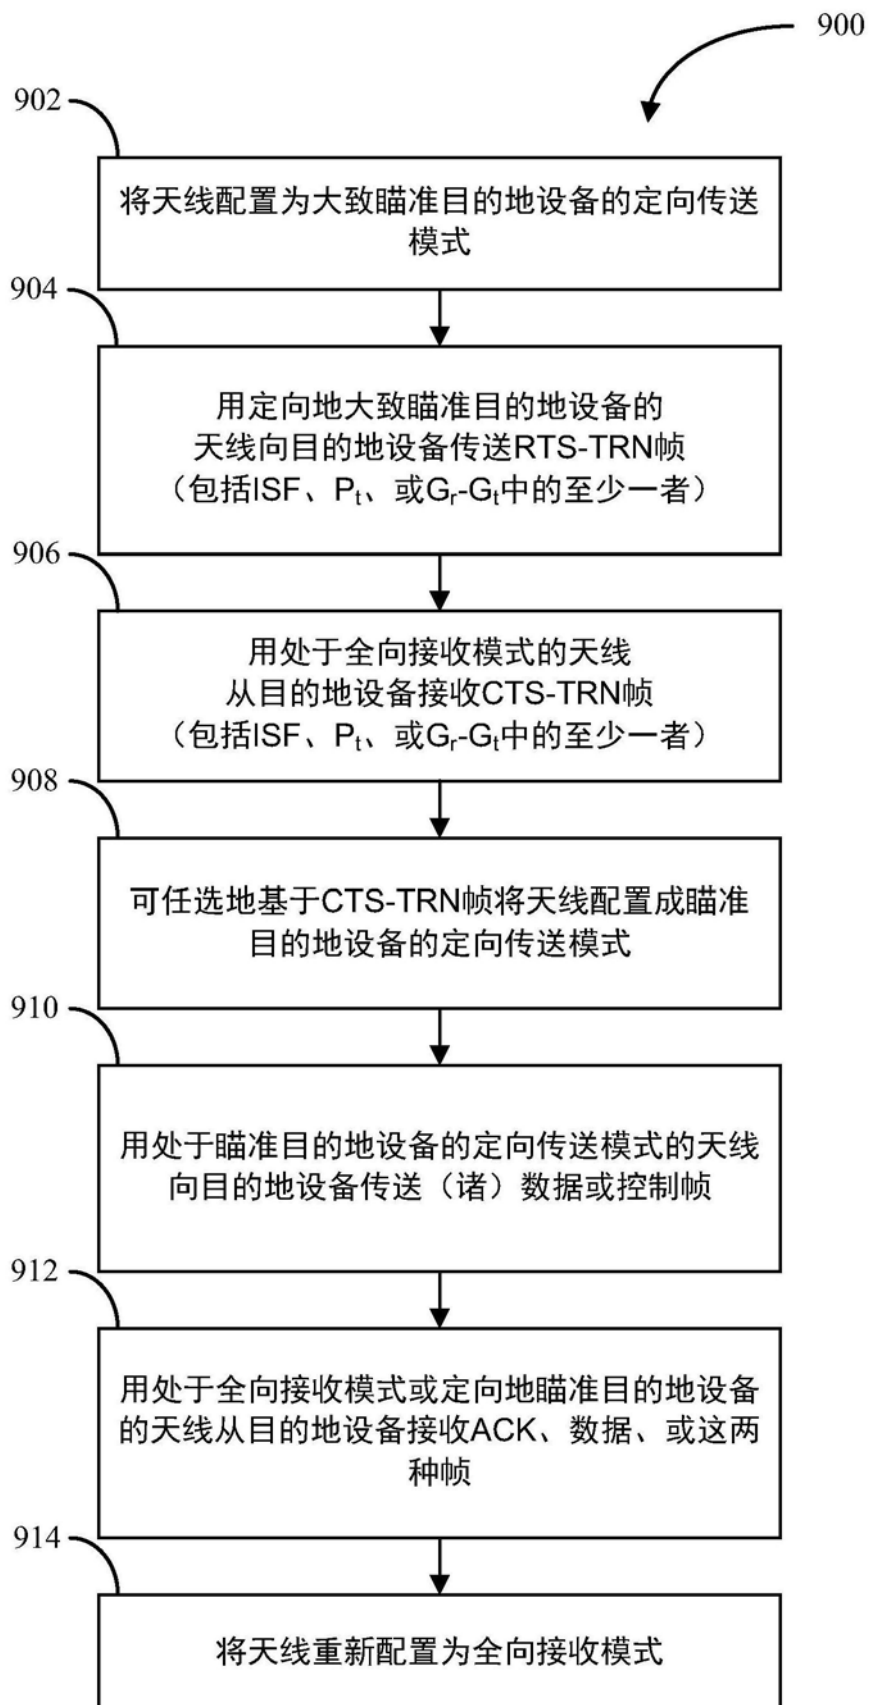 900
902
将天线配置为大致瞄准目的地设备的定向传送
模式
904
用定向地大致瞄准目的地设备的
天线向目的地设备传送RTS-TRN帧
（包括ISF、Pt、或Gr-Gt中的至少一者）
906
用处于全向接收模式的天线
从目的地设备接收CTS-TRN帧
（包括ISF、Pt、或Gr-Gt中的至少一者）
908
可任选地基于CTS-TRN帧将天线配置成瞄准
目的地设备的定向传送模式
910
用处于瞄准目的地设备的定向传送模式的天线
向目的地设备传送（诸）数据或控制帧
912
用处于全向接收模式或定向地瞄准目的地设备
的天线从目的地设备接收ACK、数据、或这两
种帧
914
将天线重新配置为全向接收模式